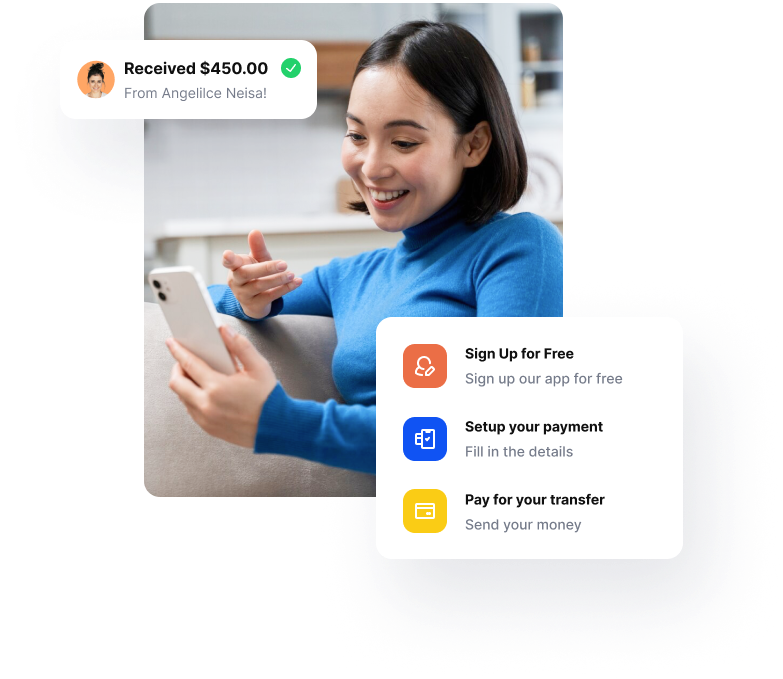 Received $450.00
From Angelilce Neisa!
Sign Up for Free
Sign up our app for free
Setup your payment
Fill in the details
Pay for your transfer
Send your money